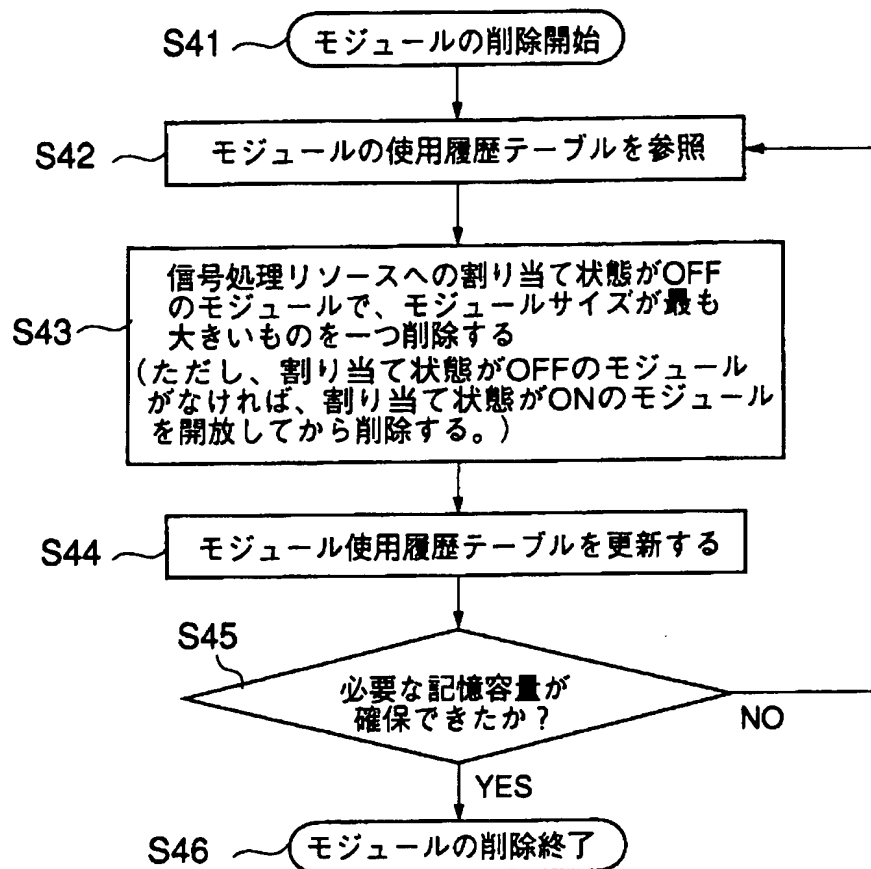 S41
モジュールの削除開始
S42
モジュールの使用履歴テーブルを参照
S43
信号処理リソースへの割り当て状態がOFF
のモジュールで、モジュールサイズが最も
大きいものを一つ削除する
(ただし、割り当て状態がOFFのモジュール
がなければ、割り当て状態がONのモジュール
を開放してから削除する。)
S44
モジュール使用履歴テーブルを更新する
S45
必要な記憶容量が
確保できたか?
NO
YES
S46
モジュールの削除終了